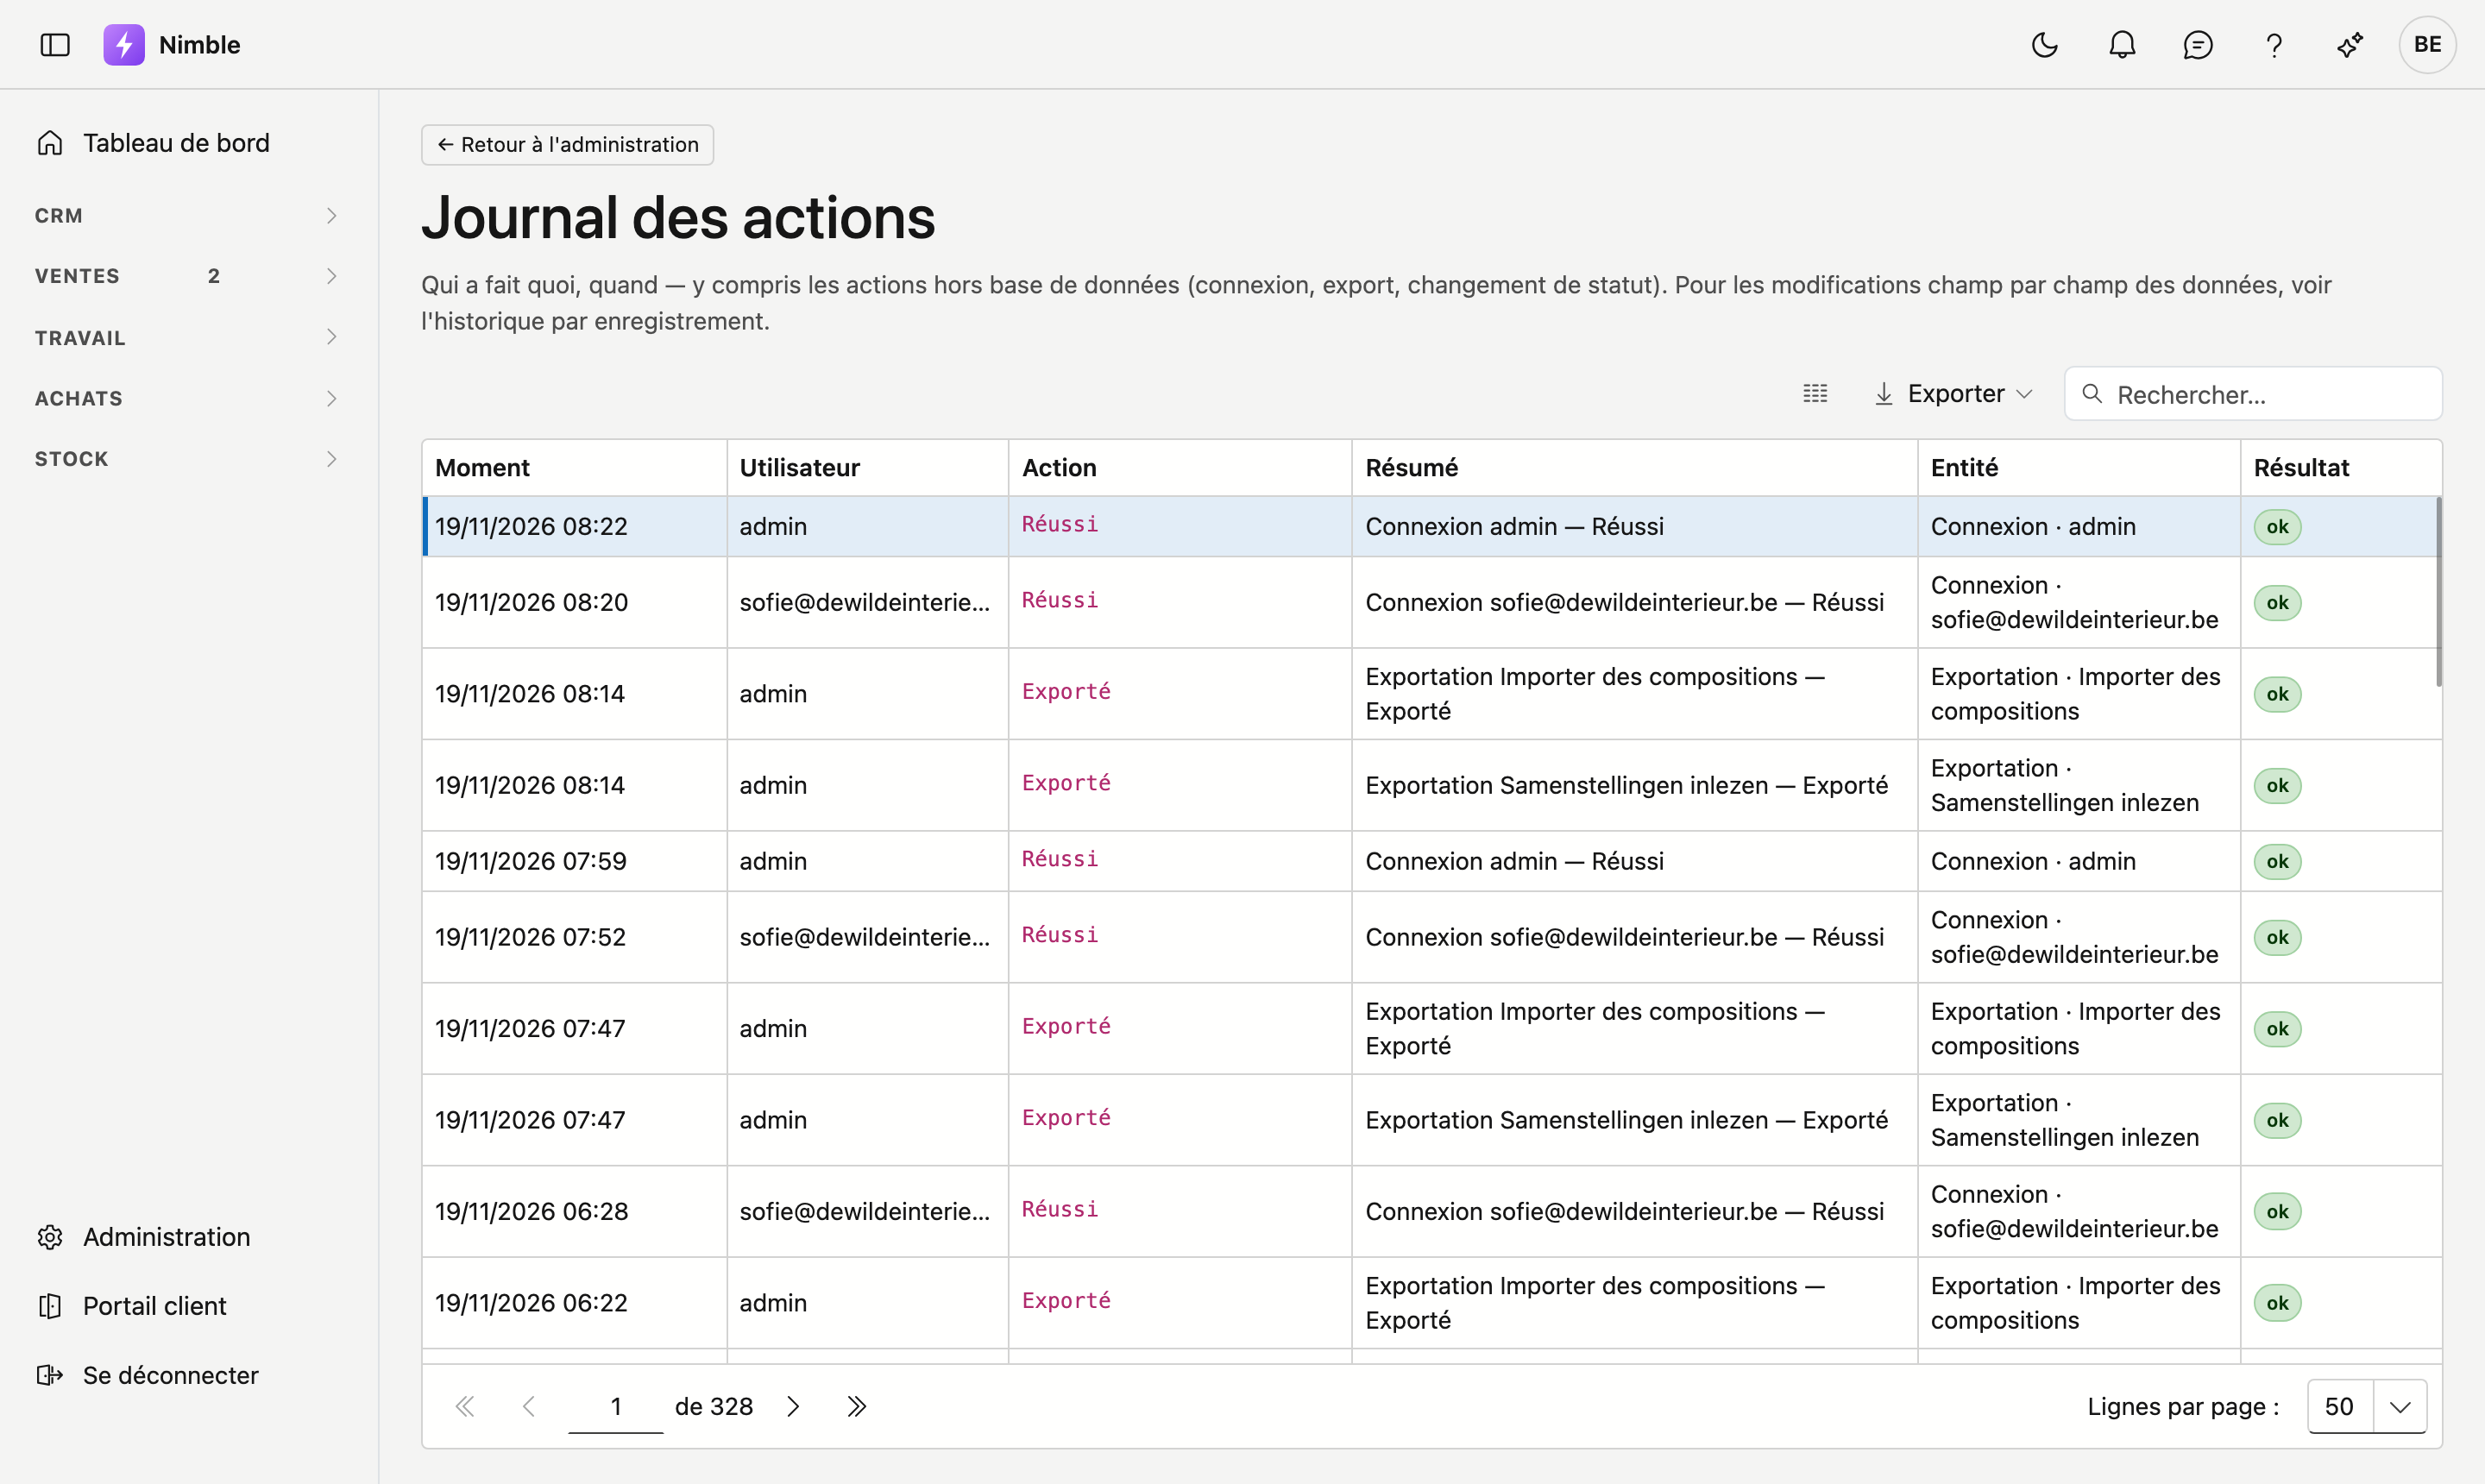 Nimble
BE
Tableau de bord
CRM
VENTES 2
TRAVAIL
ACHATS
STOCK
Administration
Portail client
Se déconnecter
← Retour à l'administration
Journal des actions
Qui a fait quoi, quand — y compris les actions hors base de données (connexion, export, changement de statut). Pour les modifications champ par champ des données, voir
l'historique par enregistrement.
Exporter
Rechercher...
Moment Utilisateur Action Résumé Entité Résultat
19/11/2026 08:22 admin Réussi Connexion admin — Réussi Connexion · admin ok
19/11/2026 08:20 sofie@dewildeinterie... Réussi Connexion sofie@dewildeinterieur.be — Réussi Connexion ·
sofie@dewildeinterieur.be ok
19/11/2026 08:14 admin Exporté Exportation Importer des compositions —
Exporté Exportation · Importer des
compositions ok
19/11/2026 08:14 admin Exporté Exportation Samenstellingen inlezen — Exporté Exportation ·
Samenstellingen inlezen ok
19/11/2026 07:59 admin Réussi Connexion admin — Réussi Connexion · admin ok
19/11/2026 07:52 sofie@dewildeinterie... Réussi Connexion sofie@dewildeinterieur.be — Réussi Connexion ·
sofie@dewildeinterieur.be ok
19/11/2026 07:47 admin Exporté Exportation Importer des compositions —
Exporté Exportation · Importer des
compositions ok
19/11/2026 07:47 admin Exporté Exportation Samenstellingen inlezen — Exporté Exportation ·
Samenstellingen inlezen ok
19/11/2026 06:28 sofie@dewildeinterie... Réussi Connexion sofie@dewildeinterieur.be — Réussi Connexion ·
sofie@dewildeinterieur.be ok
19/11/2026 06:22 admin Exporté Exportation Importer des compositions —
Exporté Exportation · Importer des
compositions ok
1 de 328
Lignes par page : 50